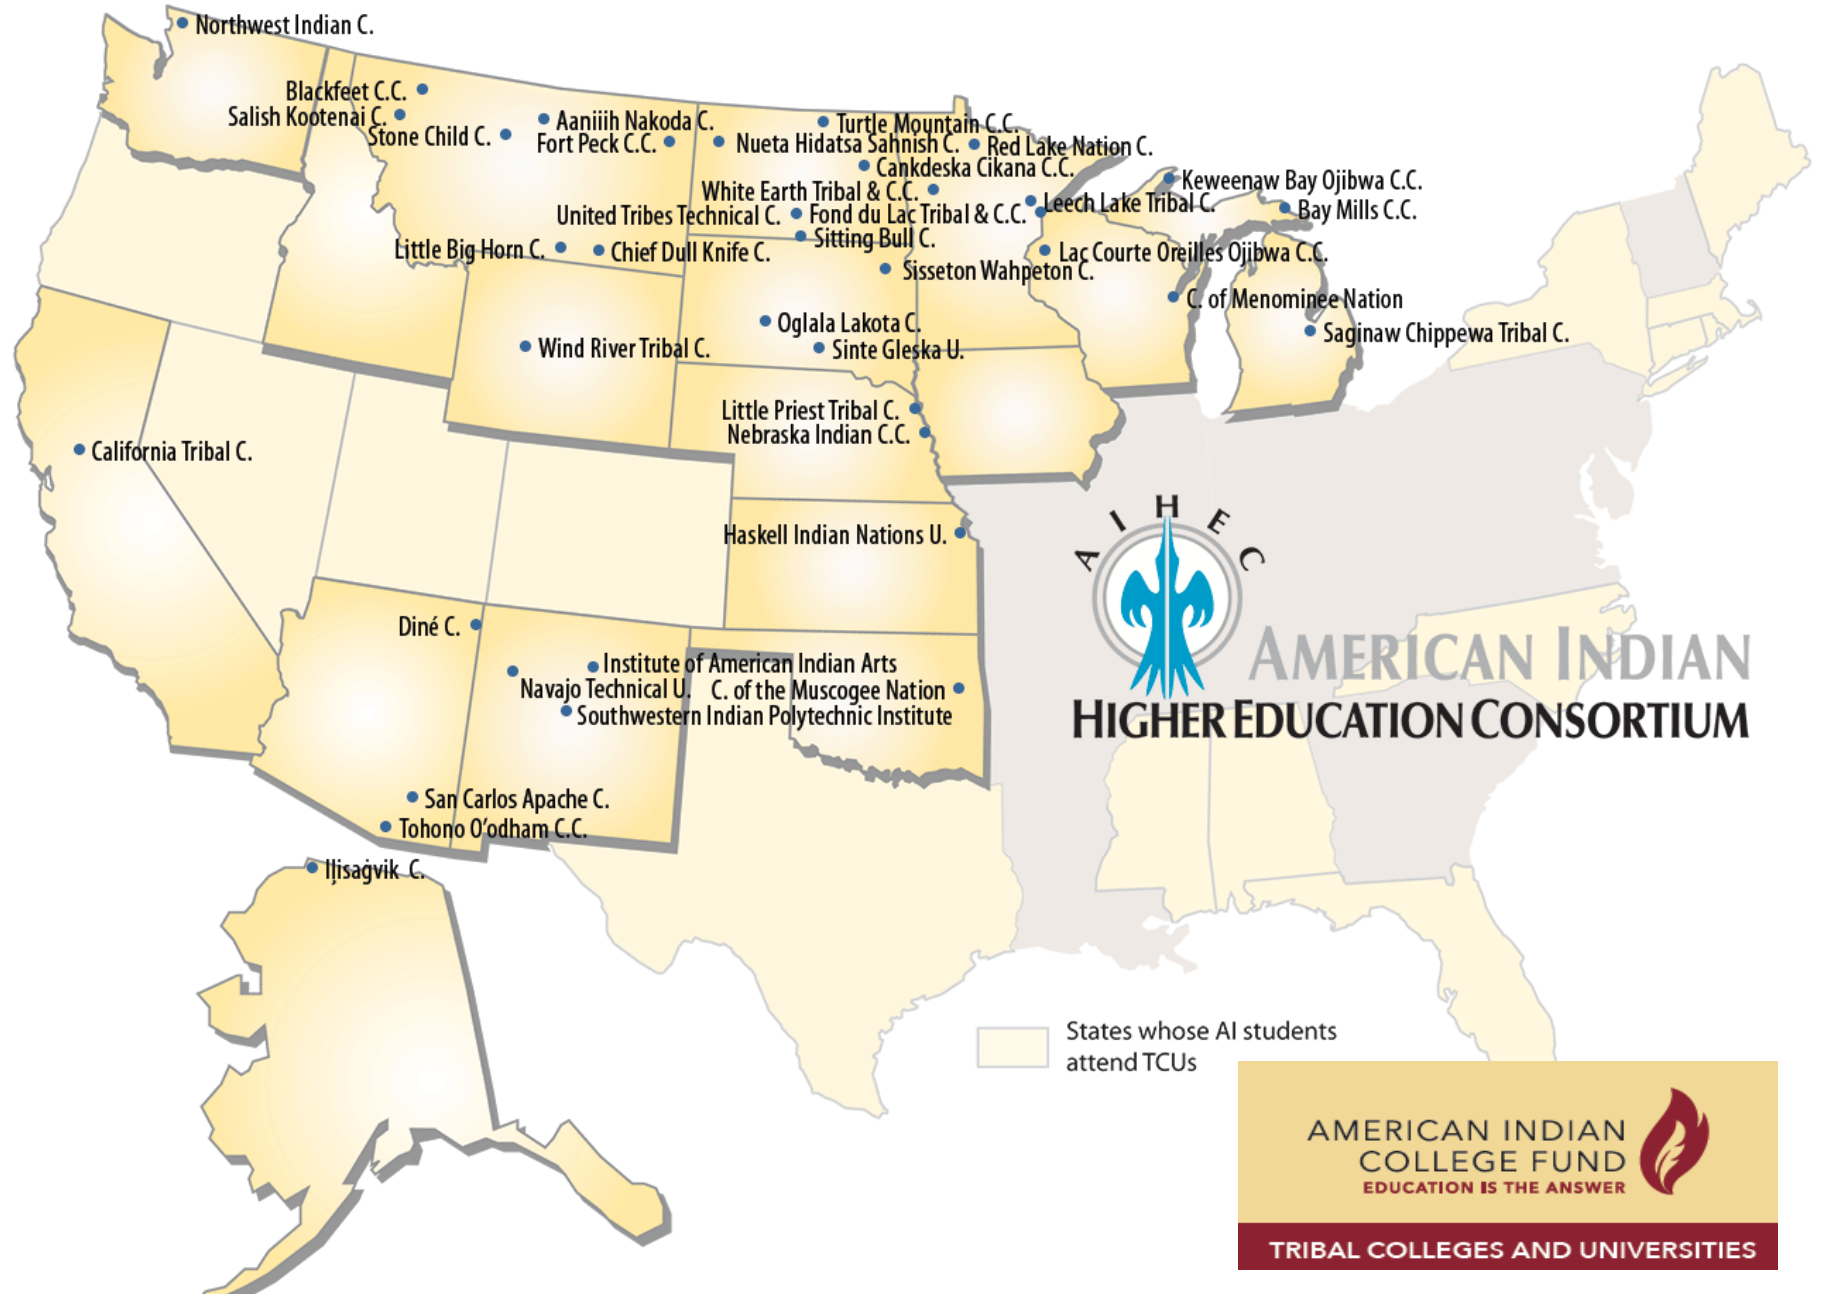 Northwest Indian C.
Blackfeet C.C.
Salish Kootenai C.
Stone Child C.
Aaniiih Nakoda C.
Fort Peck C.C.
Turtle Mountain C.C.
Nueta Hidatsa Sahnish C.
Red Lake Nation C.
Cankdeska Cikana C.C.
White Earth Tribal & C.C.
Keweenaw Bay Ojibwa C.C.
Leech Lake Tribal C.
Bay Mills C.C.
United Tribes Technical C.
Fond du Lac Tribal & C.C.
Sitting Bull C.
Little Big Horn C.
Chief Dull Knife C.
Lac Courte Oreilles Ojibwa C.C.
Sisseton Wahpeton C.
C. of Menominee Nation
Oglala Lakota C.
Saginaw Chippewa Tribal C.
Wind River Tribal C.
Sinte Gleska U.
Little Priest Tribal C.
Nebraska Indian C.C.
California Tribal C.
Haskell Indian Nations U.
A I H E C
AMERICAN INDIAN
HIGHER EDUCATION CONSORTIUM
Diné C.
Institute of American Indian Arts
Navajo Technical U.
C. of the Muscogee Nation
Southwestern Indian Polytechnic Institute
San Carlos Apache C.
Tohono O'odham C.C.
Iḷisaġvik C.
States whose AI students
attend TCUs
AMERICAN INDIAN
COLLEGE FUND
EDUCATION IS THE ANSWER
TRIBAL COLLEGES AND UNIVERSITIES